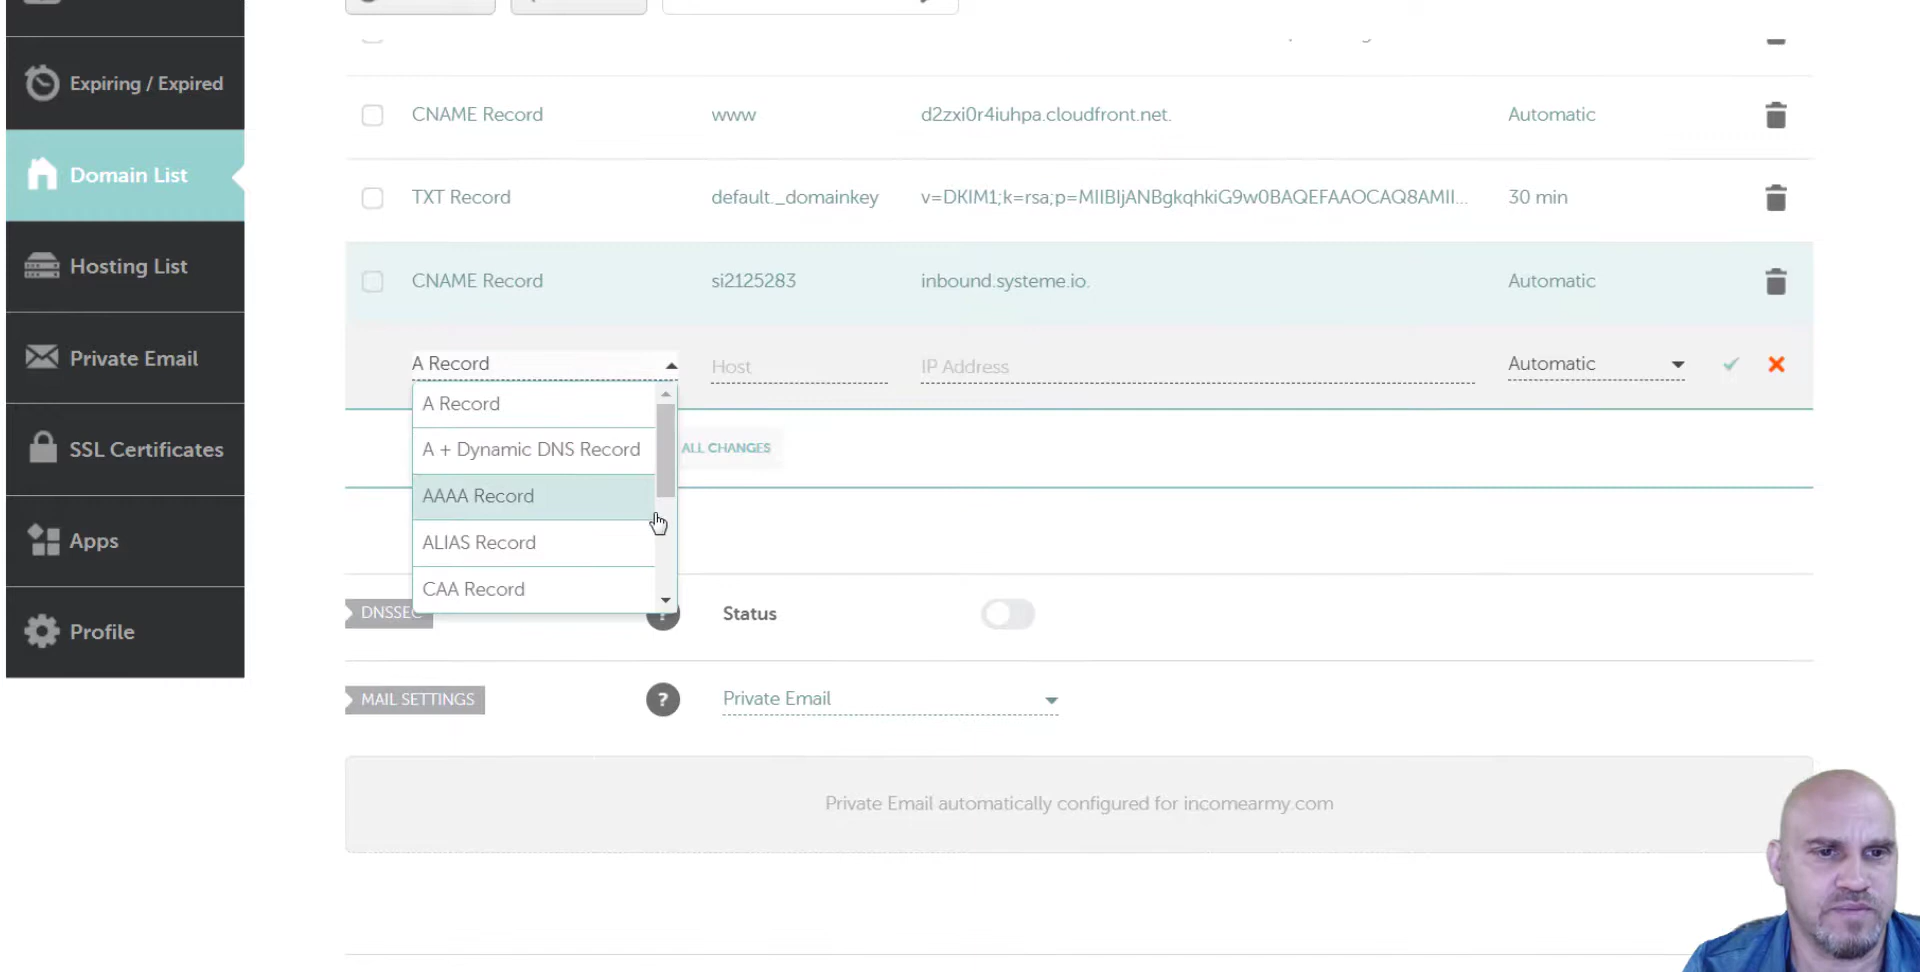 Expiring / Expired
Domain List
Hosting List
Private Email
SSL Certificates
Apps
Profile
CNAME Record www d2zxi0r4iuhpa.cloudfront.net. Automatic
TXT Record default._domainkey v=DKIM1;k=rsa;p=MIIBIjANBgkqhkiG9w0BAQEFAAOCAQ8AMII... 30 min
CNAME Record si2125283 inbound.systeme.io. Automatic
A Record Host IP Address Automatic
A Record
A + Dynamic DNS Record
ALL CHANGES
AAAA Record
ALIAS Record
CAA Record
DNSSEC ? Status
MAIL SETTINGS ? Private Email
Private Email automatically configured for incomearmy.com